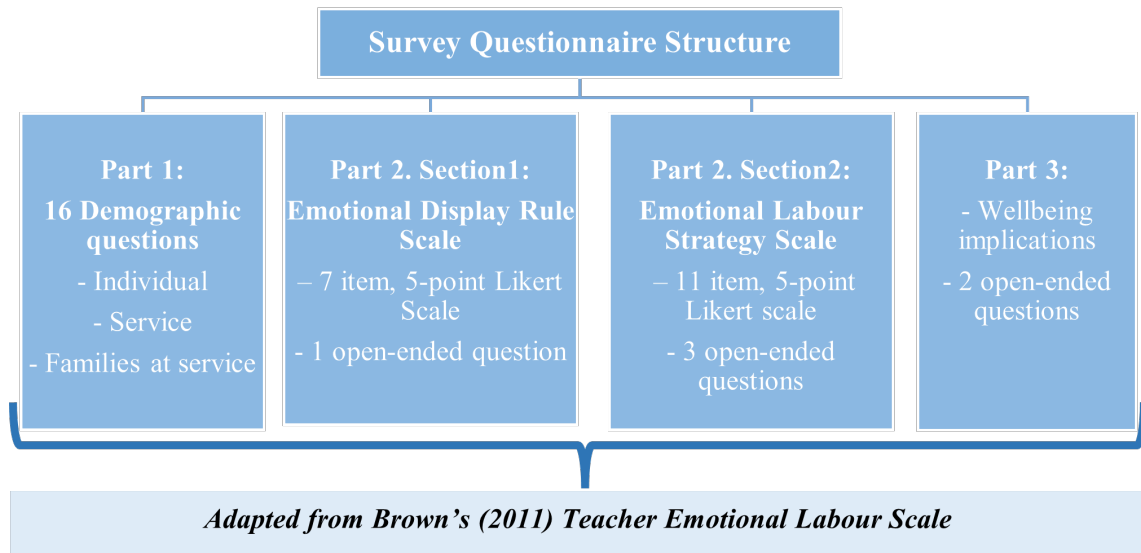 Survey Questionnaire Structure
Part 1:
16 Demographic
questions
- Individual
- Service
- Families at service
Part 2. Section1:
Emotional Display Rule
Scale
– 7 item, 5-point Likert
Scale
- 1 open-ended question
Part 2. Section2:
Emotional Labour
Strategy Scale
– 11 item, 5-point
Likert scale
- 3 open-ended
questions
Part 3:
- Wellbeing
implications
- 2 open-ended
questions
Adapted from Brown’s (2011) Teacher Emotional Labour Scale